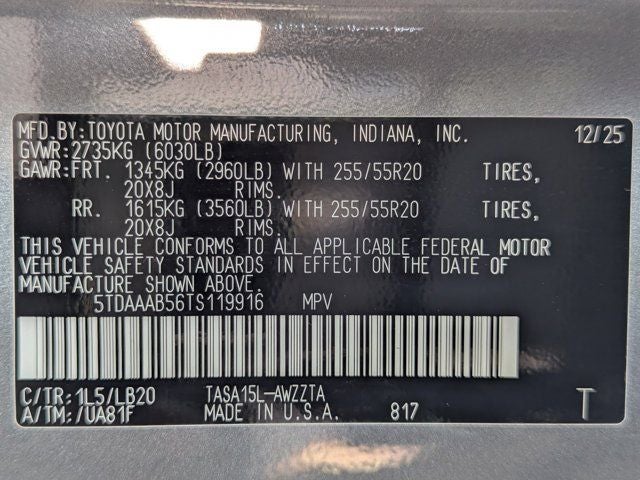 MFD.BY:TOYOTA MOTOR MANUFACTURING, INDIANA, INC. 12/25
GVWR:2735KG (6030LB)
GAWR:FRT. 1345KG (2960LB) WITH 255/55R20 TIRES,
20X8J RIMS.
RR. 1615KG (3560LB) WITH 255/55R20 TIRES,
20X8J RIMS.
THIS VEHICLE CONFORMS TO ALL APPLICABLE FEDERAL MOTOR
VEHICLE SAFETY STANDARDS IN EFFECT ON THE DATE OF
MANUFACTURE SHOWN ABOVE.
5TDAAAB56TS119916 MPV
C/TR:1L5/LB20 TASA15L-AWZZTA
A/TM:/UA81F MADE IN U.S.A. 817 T